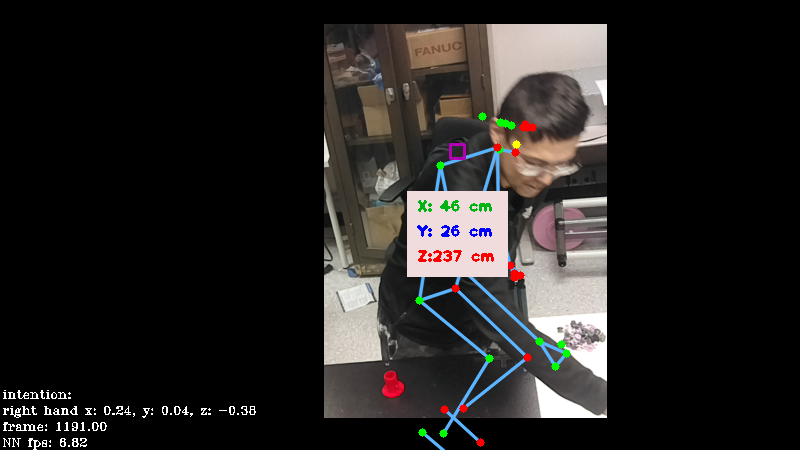 FANUC
X: 46 cm
Y: 26 cm
Z:237 cm
intention:
right hand x: 0.24, y: 0.04, z: -0.38
frame: 1191.00
NN fps: 6.82